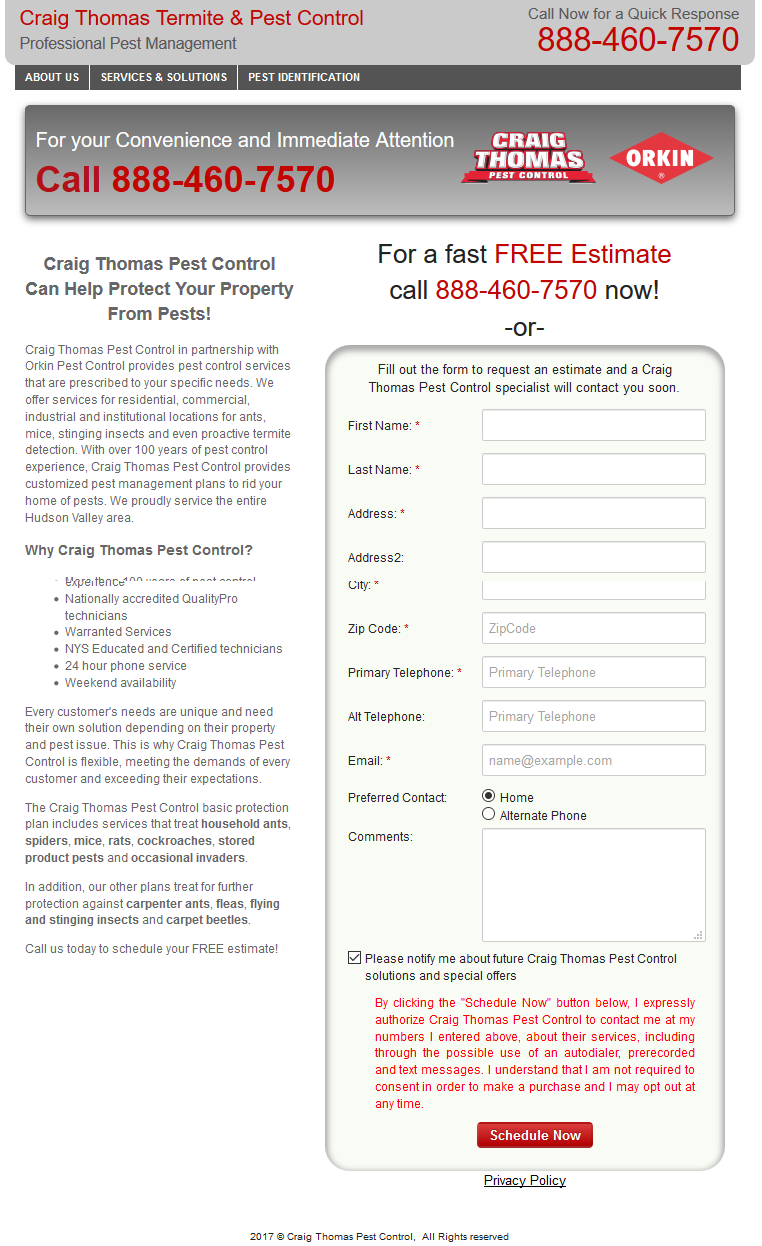 Craig Thomas Termite & Pest Control
Professional Pest Management
Call Now for a Quick Response
888-460-7570
ABOUT US
SERVICES & SOLUTIONS
PEST IDENTIFICATION
For your Convenience and Immediate Attention
Call 888-460-7570
CRAIG
THOMAS
PEST CONTROL
ORKIN
®
Craig Thomas Pest Control
Can Help Protect Your Property
From Pests!
Craig Thomas Pest Control in partnership with
Orkin Pest Control provides pest control services
that are prescribed to your specific needs. We
offer services for residential, commercial,
industrial and institutional locations for ants,
mice, stinging insects and even proactive termite
detection. With over 100 years of pest control
experience, Craig Thomas Pest Control provides
customized pest management plans to rid your
home of pests. We proudly service the entire
Hudson Valley area.
Why Craig Thomas Pest Control?
experience 100 years of pest control
• Nationally accredited QualityPro
technicians
• Warranted Services
• NYS Educated and Certified technicians
• 24 hour phone service
• Weekend availability
Every customer's needs are unique and need
their own solution depending on their property
and pest issue. This is why Craig Thomas Pest
Control is flexible, meeting the demands of every
customer and exceeding their expectations.
The Craig Thomas Pest Control basic protection
plan includes services that treat household ants,
spiders, mice, rats, cockroaches, stored
product pests and occasional invaders.
In addition, our other plans treat for further
protection against carpenter ants, fleas, flying
and stinging insects and carpet beetles.
Call us today to schedule your FREE estimate!
For a fast FREE Estimate
call 888-460-7570 now!
-or-
Fill out the form to request an estimate and a Craig
Thomas Pest Control specialist will contact you soon.
First Name: *
Last Name: *
Address: *
Address2:
City: *
Zip Code: * ZipCode
Primary Telephone: * Primary Telephone
Alt Telephone: Primary Telephone
Email: * name@example.com
Preferred Contact: Home
Alternate Phone
Comments:
Please notify me about future Craig Thomas Pest Control
solutions and special offers
By clicking the "Schedule Now" button below, I expressly
authorize Craig Thomas Pest Control to contact me at my
numbers I entered above, about their services, including
through the possible use of an autodialer, prerecorded
and text messages. I understand that I am not required to
consent in order to make a purchase and I may opt out at
any time.
Schedule Now
Privacy Policy
2017 © Craig Thomas Pest Control, All Rights reserved